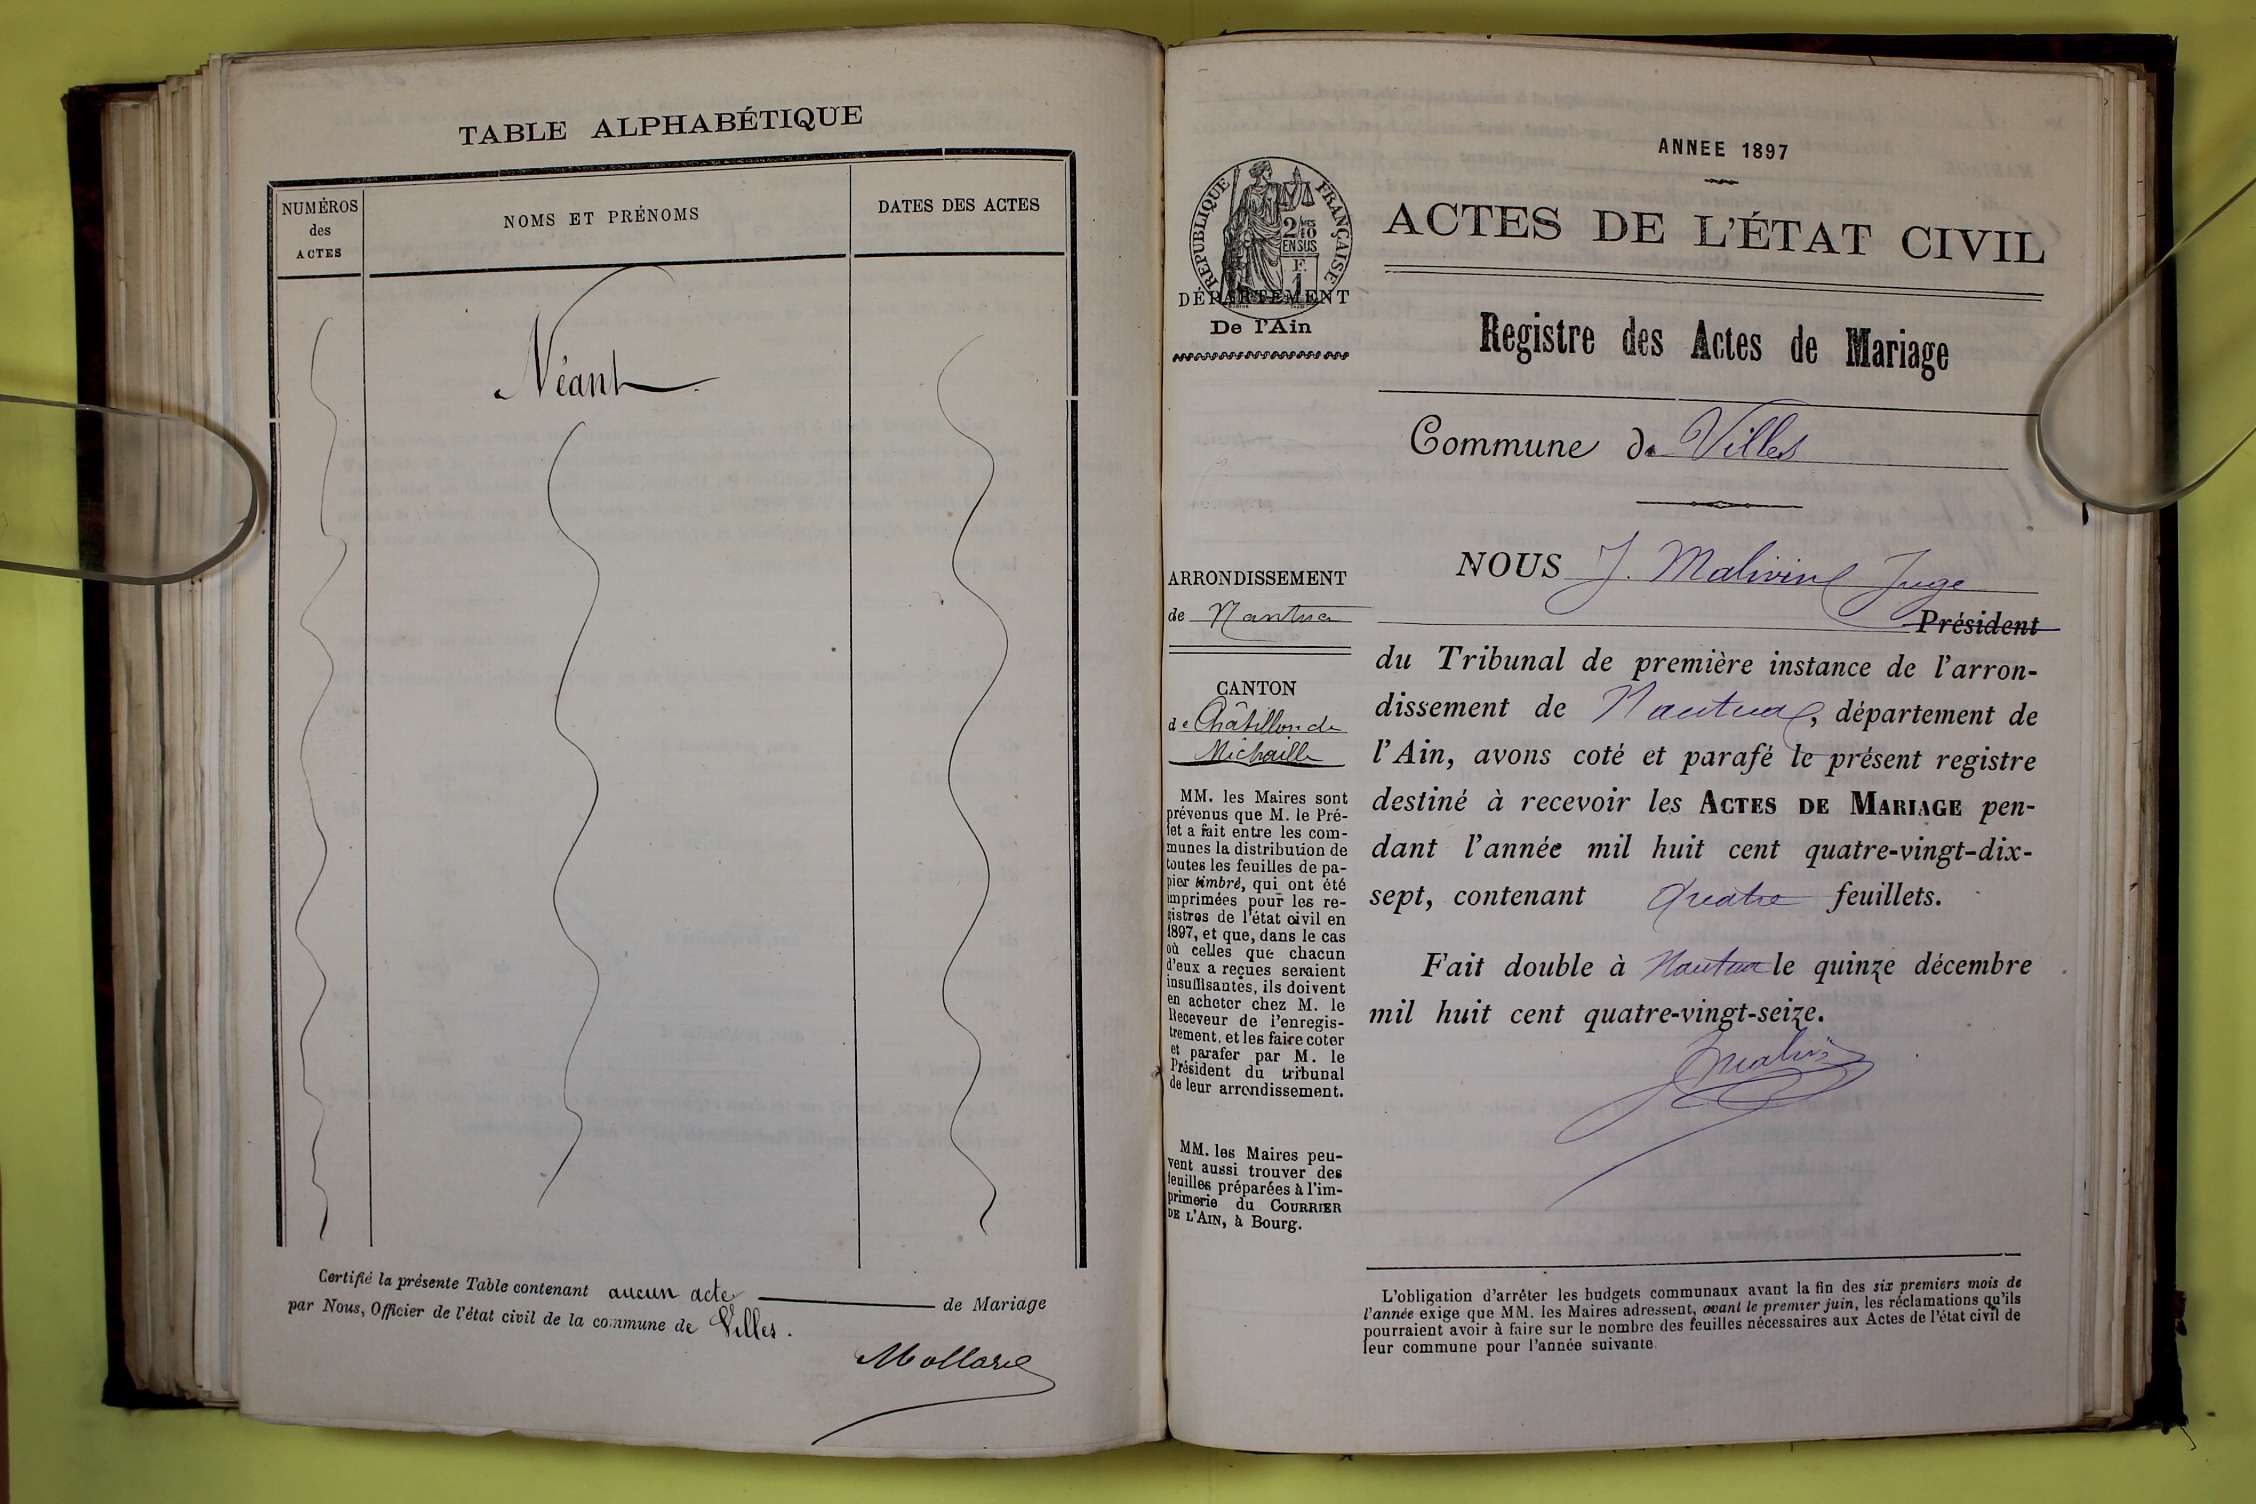 TABLE ALPHABÉTIQUE
NUMÉROS
des
ACTES
NOMS ET PRÉNOMS
DATES DES ACTES
Néant
Certifié la présente Table contenant aucun acte de Mariage
par Nous, Officier de l'état civil de la commune de Villes.
Mollard
ANNEE 1897
RÉPUBLIQUE FRANÇAISE
2/10
EN SUS
F.
1
DÉPARTEMENT
De l'Ain
ACTES DE L'ÉTAT CIVIL
Registre des Actes de Mariage
Commune de Villes
ARRONDISSEMENT
de Nantua
CANTON
de Châtillon de
Michaille
MM. les Maires sont
prévenus que M. le Pré-
fet a fait entre les com-
munes la distribution de
toutes les feuilles de pa-
pier timbré, qui ont été
imprimées pour les re-
gistres de l'état civil en
1897, et que, dans le cas
où celles que chacun
d'eux a reçues seraient
insuffisantes, ils doivent
en acheter chez M. le
Receveur de l'enregis-
trement, et les faire coter
et parafer par M. le
Président du tribunal
de leur arrondissement.
MM. les Maires peu-
vent aussi trouver des
feuilles préparées à l'im-
primerie du COURRIER
DE L'AIN, à Bourg.
NOUS J. Malivin Juge
Président
du Tribunal de première instance de l'arron-
dissement de Nantua, département de
l'Ain, avons coté et parafé le présent registre
destiné à recevoir les ACTES DE MARIAGE pen-
dant l'année mil huit cent quatre-vingt-dix-
sept, contenant quatre feuillets.
Fait double à Nantua le quinze décembre
mil huit cent quatre-vingt-seize.
L'obligation d'arrêter les budgets communaux avant la fin des six premiers mois de
l'année exige que MM. les Maires adressent, avant le premier juin, les réclamations qu'ils
pourraient avoir à faire sur le nombre des feuilles nécessaires aux Actes de l'état civil de
leur commune pour l'année suivante.